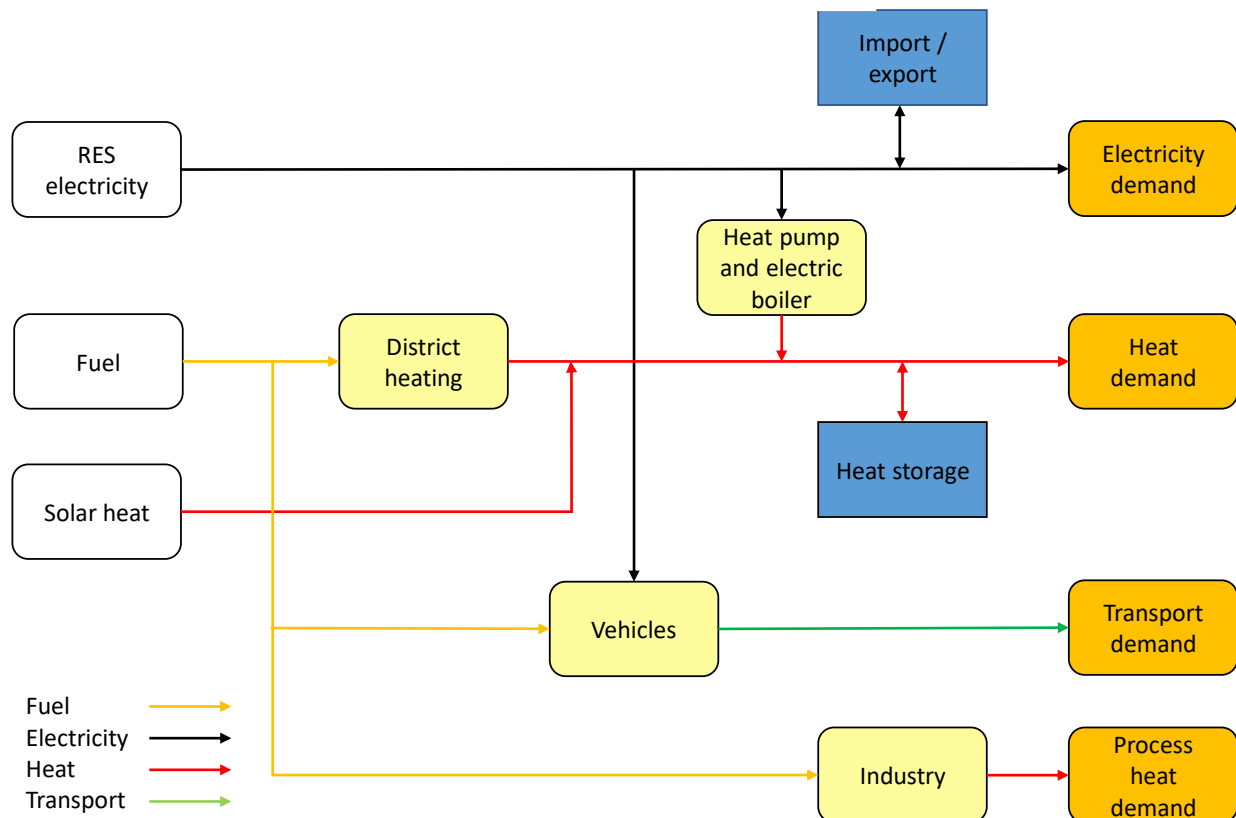 Import /
export
RES
electricity
Electricity
demand
Heat pump
and electric
boiler
Fuel
District
heating
Heat
demand
Solar heat
Heat storage
Vehicles
Transport
demand
Fuel
Electricity
Heat
Transport
Industry
Process
heat
demand